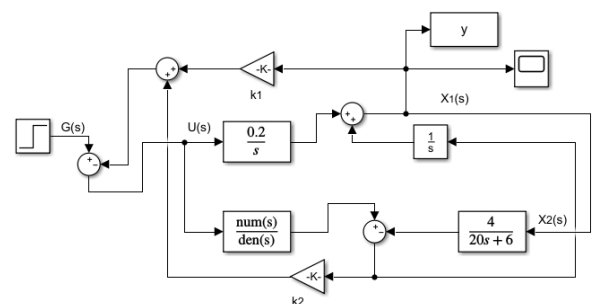 y
+
+
-K-
k1
X1(s)
G(s)
U(s)
0.2
s
+
+
1
s
+
-
num(s)
den(s)
+
-
4
20s + 6
X2(s)
-K-
k2